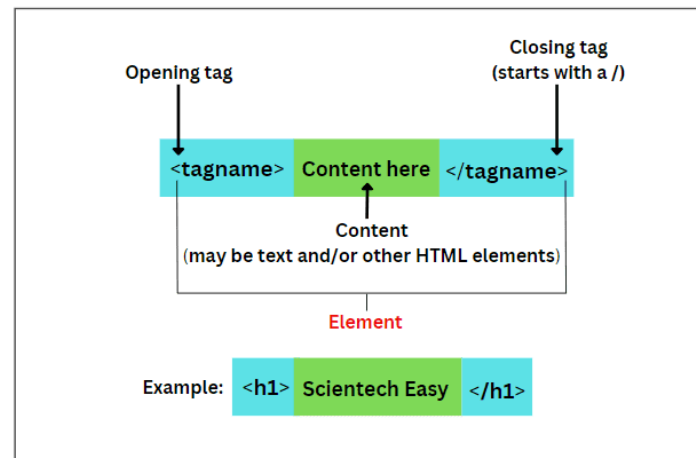 Closing tag
(starts with a /)
Opening tag
<tagname> Content here </tagname>
Content
(may be text and/or other HTML elements)
Element
Example: <h1> Scientech Easy </h1>